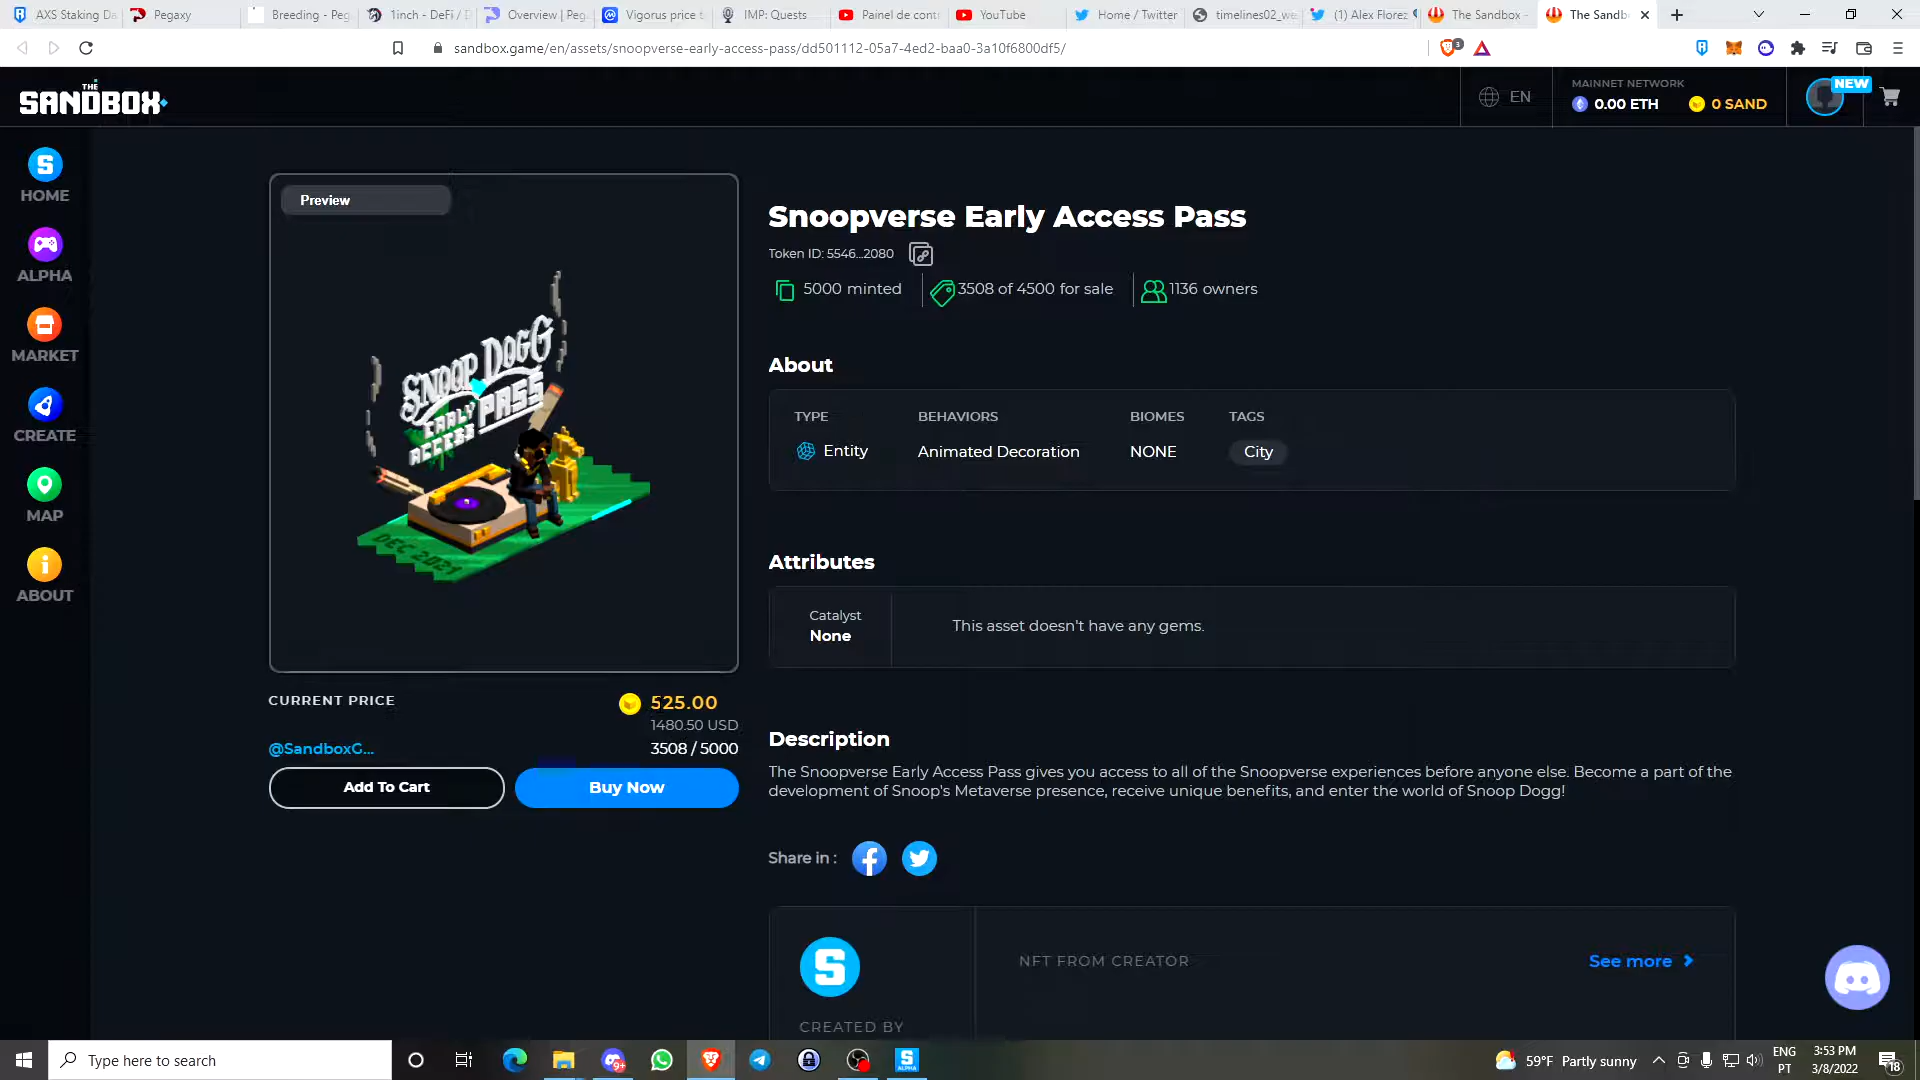 AXS Staking Da
Pegaxy
Breeding - Peg
1inch - DeFi / D
Overview | Peg
Vigorus price t
IMP: Quests
Painel de cont
YouTube
Home / Twitter
timelines02_we
(1) Alex Florez
The Sandbox -
The Sandb
sandbox.game/en/assets/snoopverse-early-access-pass/dd501112-05a7-4ed2-baa0-3a10f6800df5/
3
THE
SANDBOX
EN
MAINNET NETWORK
0.00 ETH
0 SAND
NEW
HOME
ALPHA
MARKET
CREATE
MAP
ABOUT
Preview
SNOOP DOGG
EARLY
ACCESS
PASS
DEC 2021
CURRENT PRICE
525.00
1480.50 USD
@SandboxG...
3508 / 5000
Add To Cart
Buy Now
Snoopverse Early Access Pass
Token ID: 5546...2080
5000 minted
3508 of 4500 for sale
1136 owners
About
TYPE
BEHAVIORS
BIOMES
TAGS
Entity
Animated Decoration
NONE
City
Attributes
Catalyst
None
This asset doesn't have any gems.
Description
The Snoopverse Early Access Pass gives you access to all of the Snoopverse experiences before anyone else. Become a part of the
development of Snoop's Metaverse presence, receive unique benefits, and enter the world of Snoop Dogg!
Share in :
S
CREATED BY
NFT FROM CREATOR
See more
Type here to search
9+
S
ALPHA
59°F Partly sunny
ENG
PT
3:53 PM
3/8/2022
18